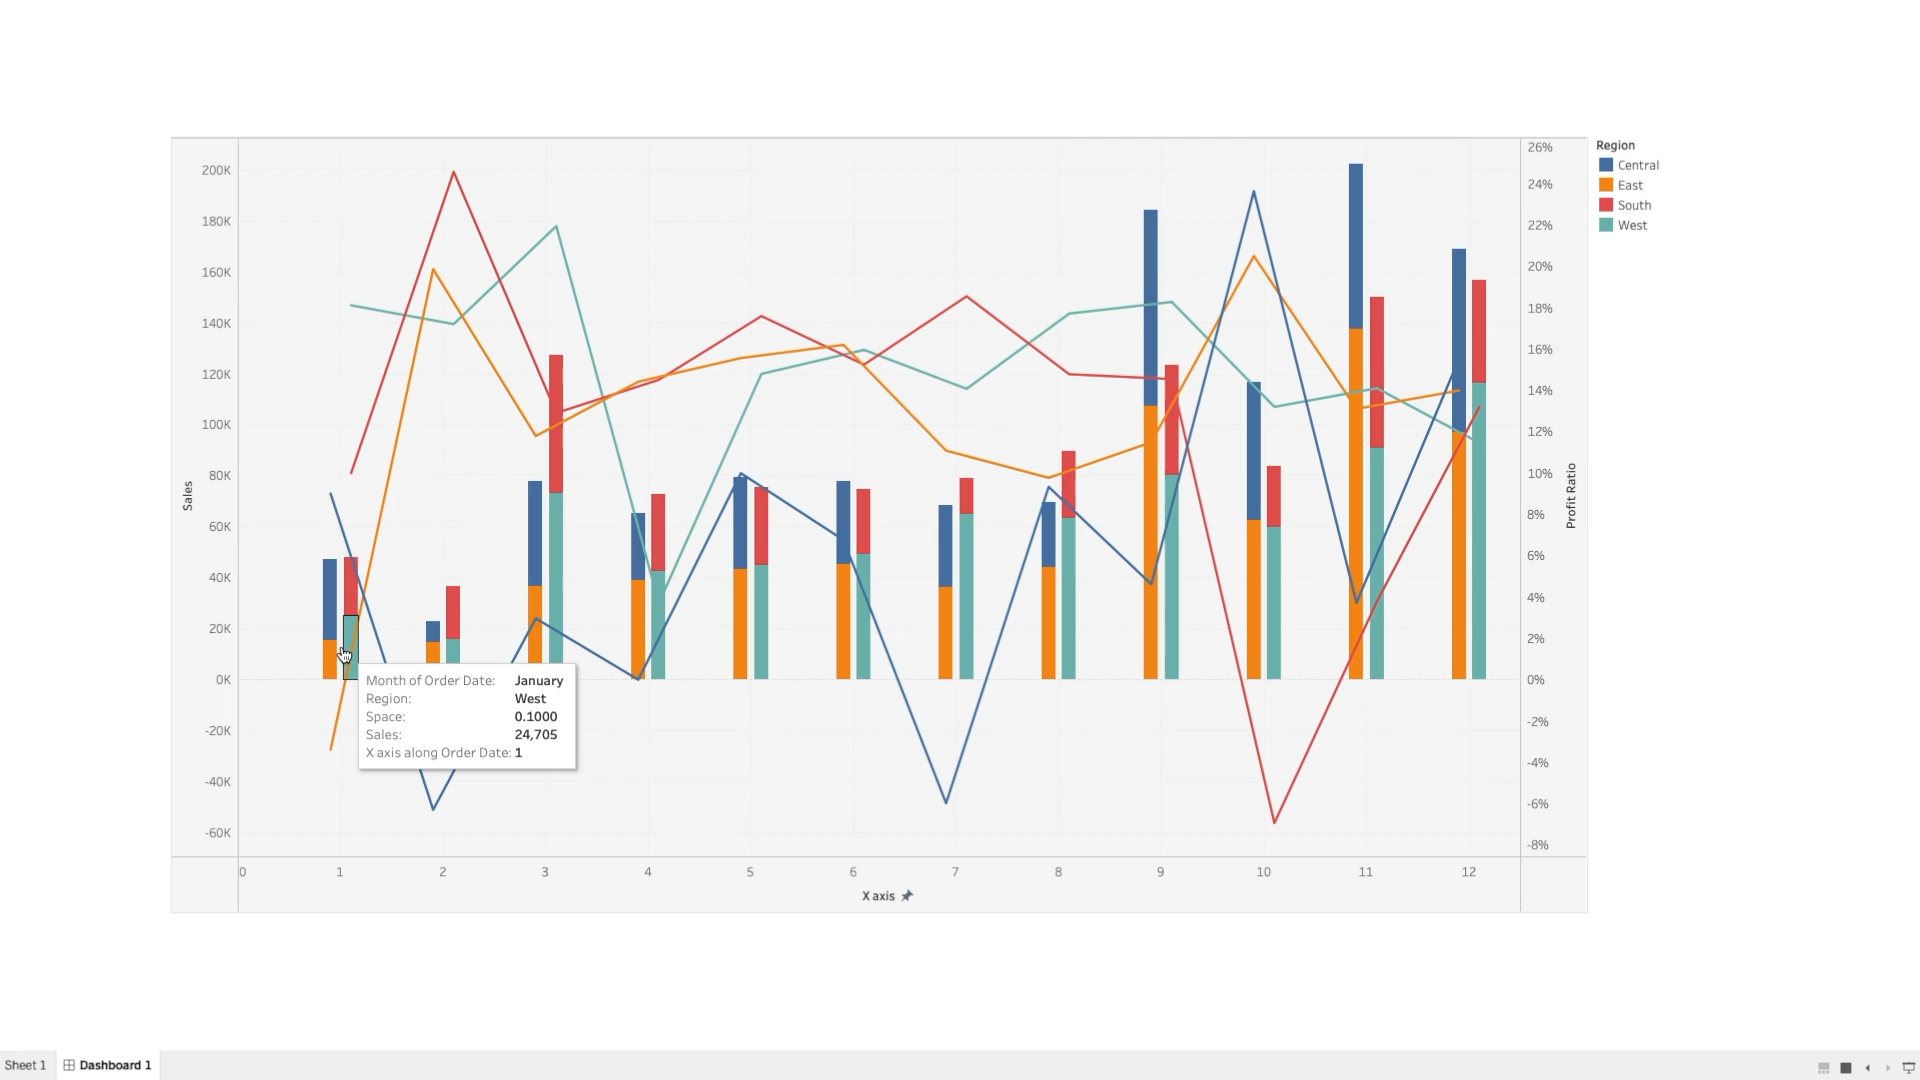 Region
Central
East
South
West
200K
180K
160K
140K
120K
100K
80K
60K
40K
20K
0K
-20K
-40K
-60K
Sales
26%
24%
22%
20%
18%
16%
14%
12%
10%
8%
6%
4%
2%
0%
-2%
-4%
-6%
-8%
Profit Ratio
Month of Order Date: January
Region: West
Space: 0.1000
Sales: 24,705
X axis along Order Date: 1
0 1 2 3 4 5 6 7 8 9 10 11 12
X axis
Sheet 1 Dashboard 1